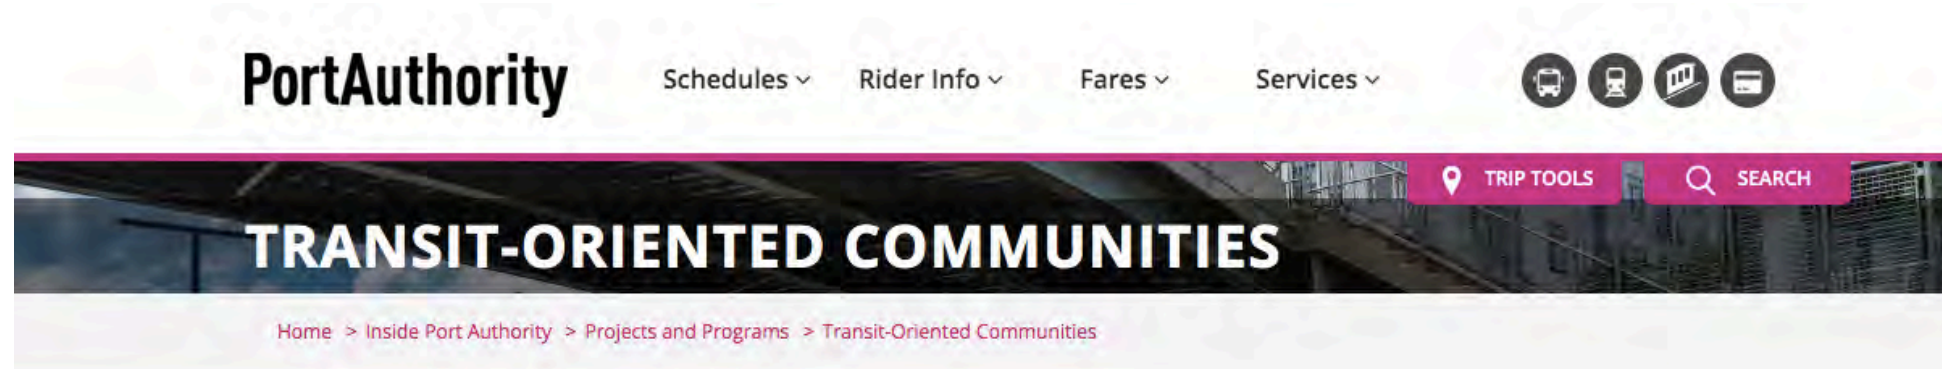 PortAuthority
Schedules Rider Info Fares Services
TRIP TOOLS SEARCH
TRANSIT-ORIENTED COMMUNITIES
Home > Inside Port Authority > Projects and Programs > Transit-Oriented Communities